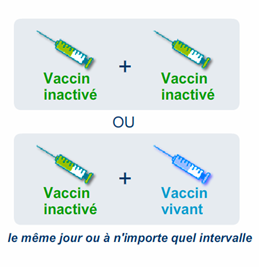 +
Vaccin inactivé
Vaccin inactivé
OU
+
Vaccin inactivé
Vaccin vivant
le même jour ou à n'importe quel intervalle